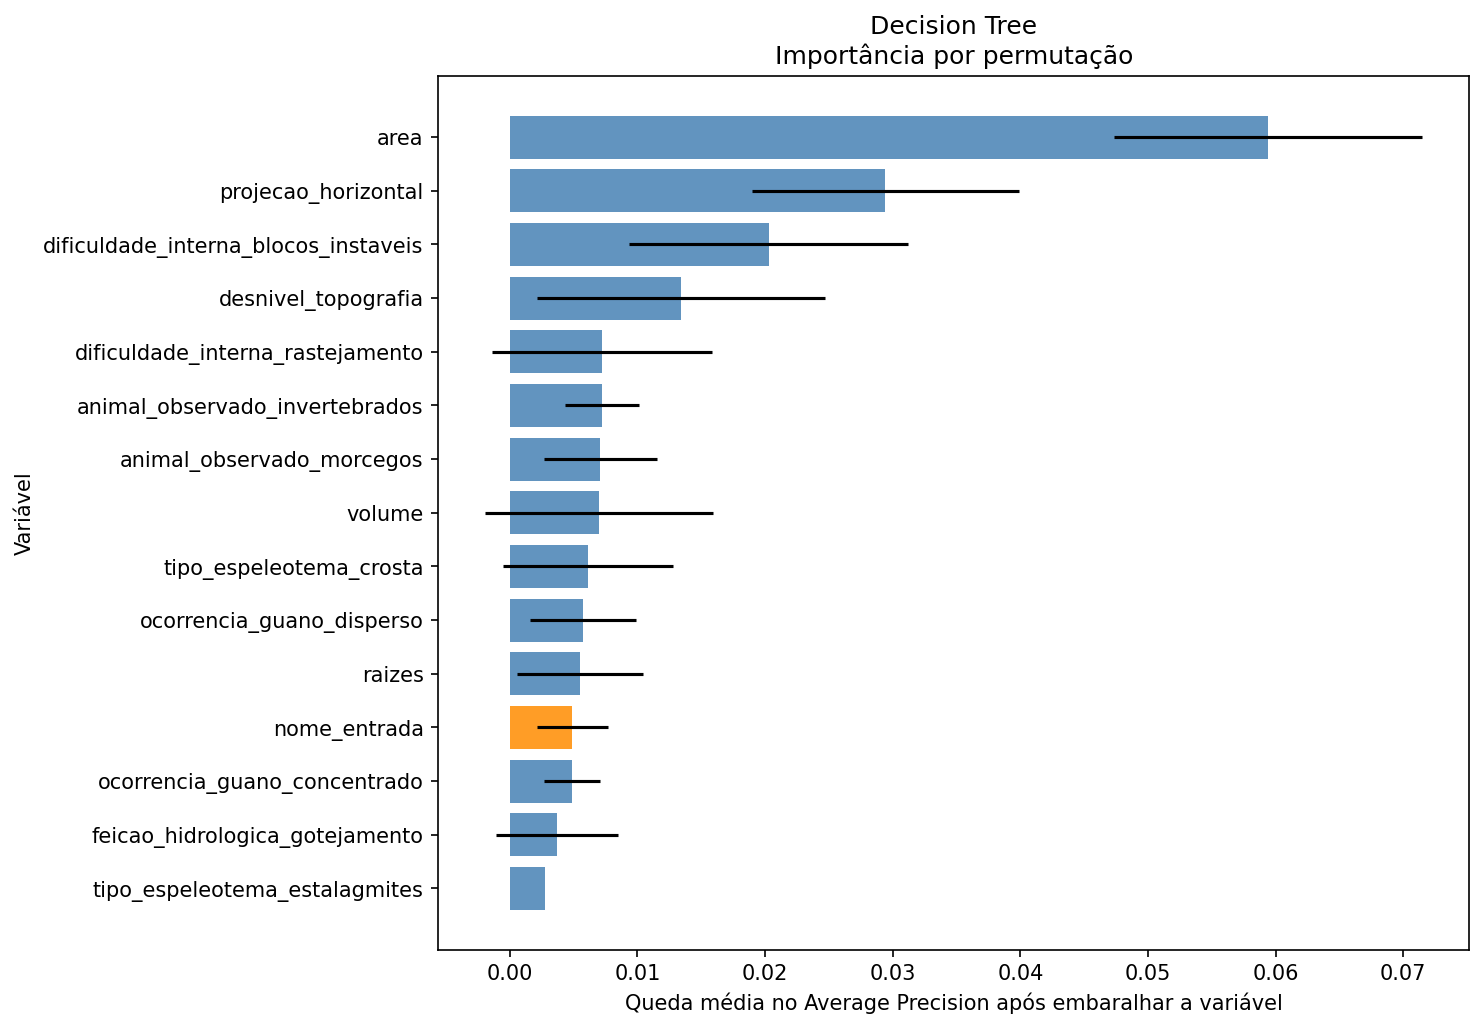 Decision Tree
Importância por permutação
Variável
area
projecao_horizontal
dificuldade_interna_blocos_instaveis
desnivel_topografia
dificuldade_interna_rastejamento
animal_observado_invertebrados
animal_observado_morcegos
volume
tipo_espeleotema_crosta
ocorrencia_guano_disperso
raizes
nome_entrada
ocorrencia_guano_concentrado
feicao_hidrologica_gotejamento
tipo_espeleotema_estalagmites
0.00 0.01 0.02 0.03 0.04 0.05 0.06 0.07
Queda média no Average Precision após embaralhar a variável